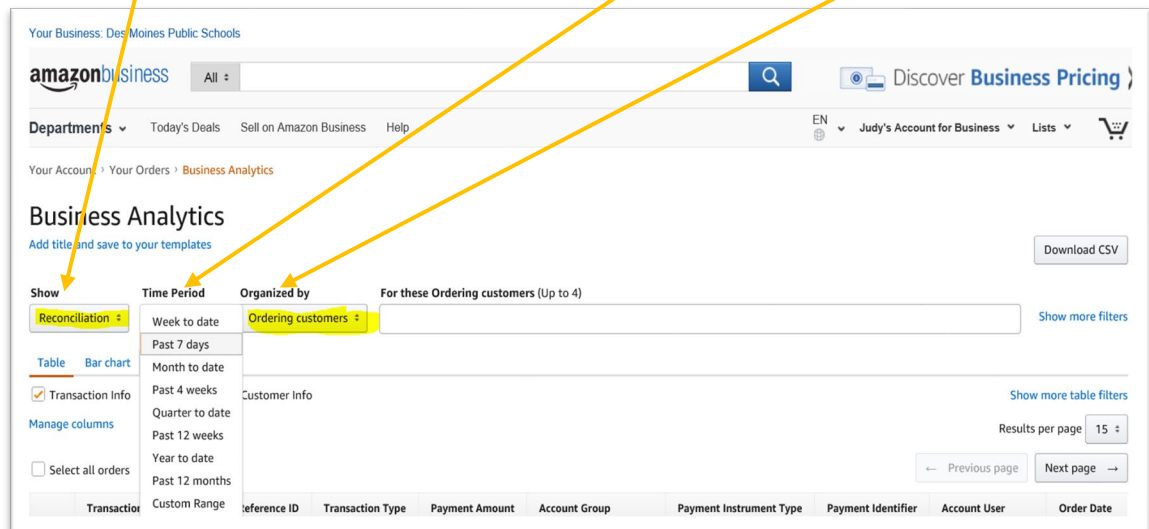 Your Business: Des Moines Public Schools
amazonbusiness All Discover Business Pricing
Departments Today's Deals Sell on Amazon Business Help EN Judy's Account for Business Lists
Your Account › Your Orders › Business Analytics
Business Analytics
Add title and save to your templates Download CSV
Show Time Period Organized by For these Ordering customers (Up to 4)
Reconciliation Ordering customers Show more filters
Week to date
Past 7 days
Month to date
Past 4 weeks
Quarter to date
Past 12 weeks
Year to date
Past 12 months
Custom Range
Table Bar chart
Transaction Info Customer Info Show more table filters
Manage columns Results per page 15
Select all orders ← Previous page Next page →
Reference ID Transaction Type Payment Amount Account Group Payment Instrument Type Payment Identifier Account User Order Date